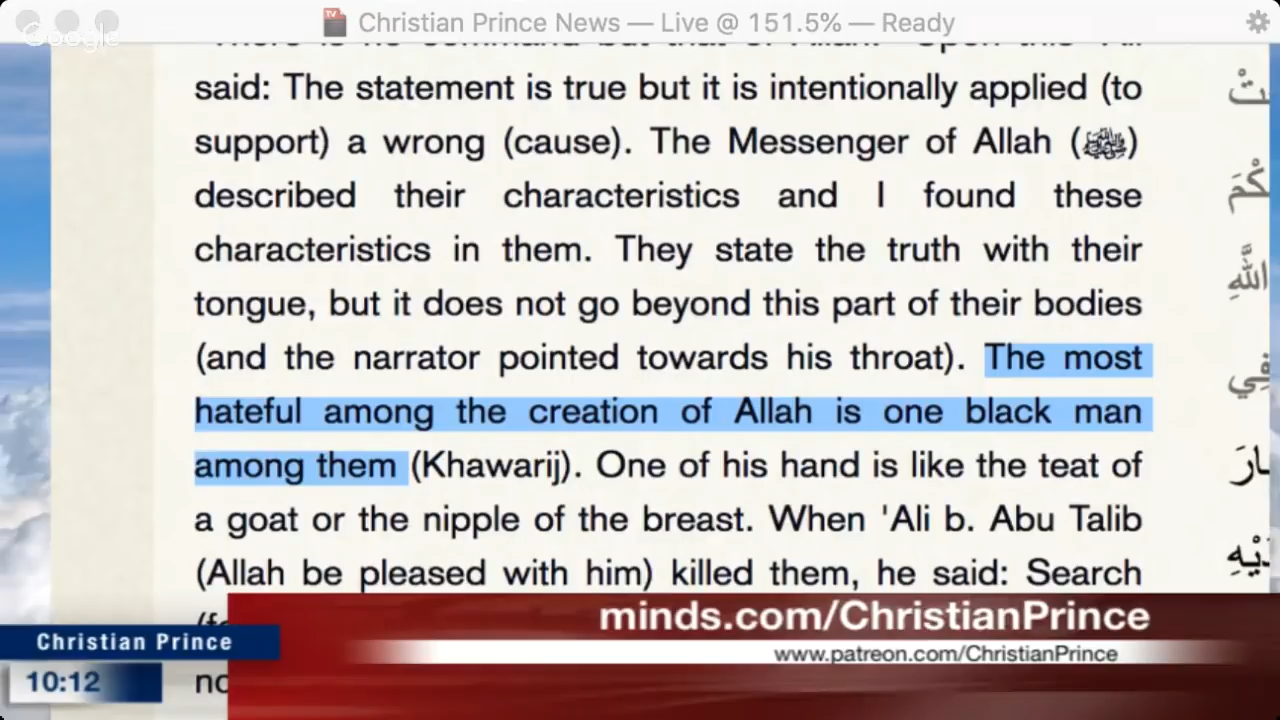 Christian Prince News — Live @ 151.5% — Ready
Google
said: The statement is true but it is intentionally applied (to
support) a wrong (cause). The Messenger of Allah (ﷺ)
described their characteristics and I found these
characteristics in them. They state the truth with their
tongue, but it does not go beyond this part of their bodies
(and the narrator pointed towards his throat). The most
hateful among the creation of Allah is one black man
among them (Khawarij). One of his hand is like the teat of
a goat or the nipple of the breast. When 'Ali b. Abu Talib
(Allah be pleased with him) killed them, he said: Search
minds.com/ChristianPrince
Christian Prince
www.patreon.com/ChristianPrince
10:12